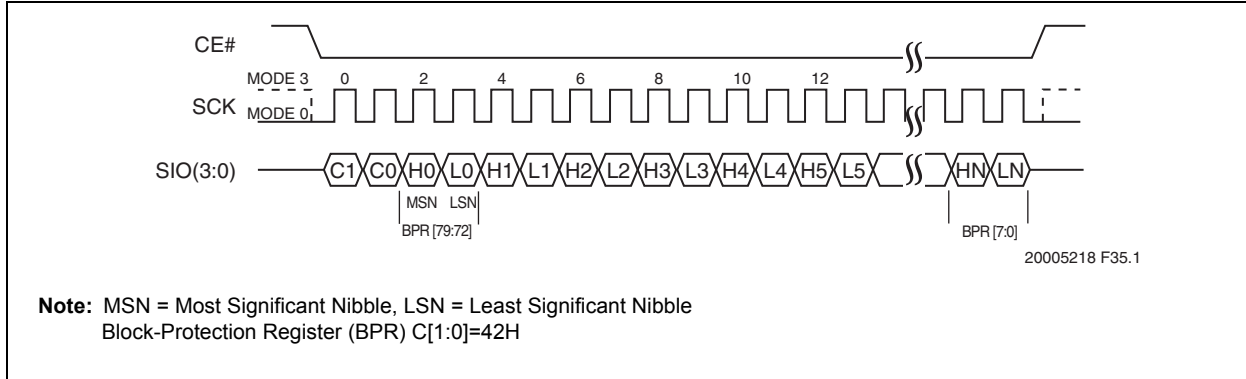 CE#
MODE 3 0 2 4 6 8 10 12
SCK MODE 0
SIO(3:0) C1 C0 H0 L0 H1 L1 H2 L2 H3 L3 H4 L4 H5 L5 HN LN
MSN LSN
BPR [79:72] BPR [7:0]
20005218 F35.1
Note: MSN = Most Significant Nibble, LSN = Least Significant Nibble
Block-Protection Register (BPR) C[1:0]=42H